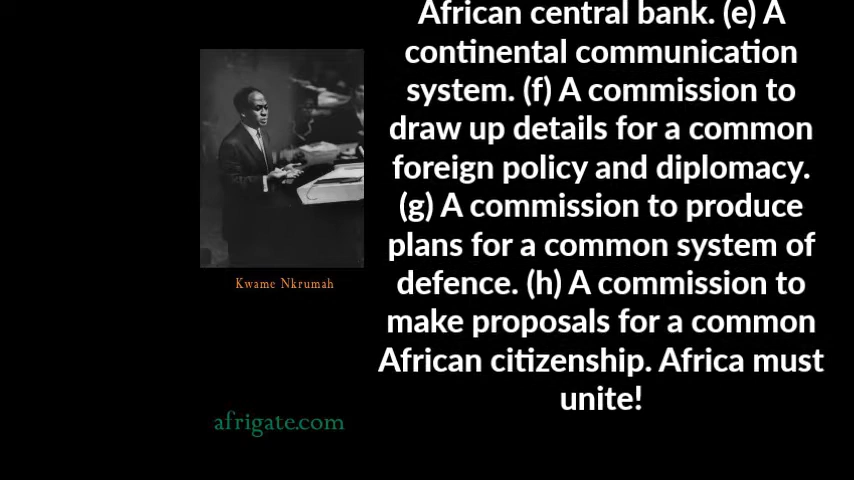 African central bank. (e) A
continental communication
system. (f) A commission to
draw up details for a common
foreign policy and diplomacy.
(g) A commission to produce
plans for a common system of
defence. (h) A commission to
make proposals for a common
African citizenship. Africa must
unite!
Kwame Nkrumah
afrigate.com